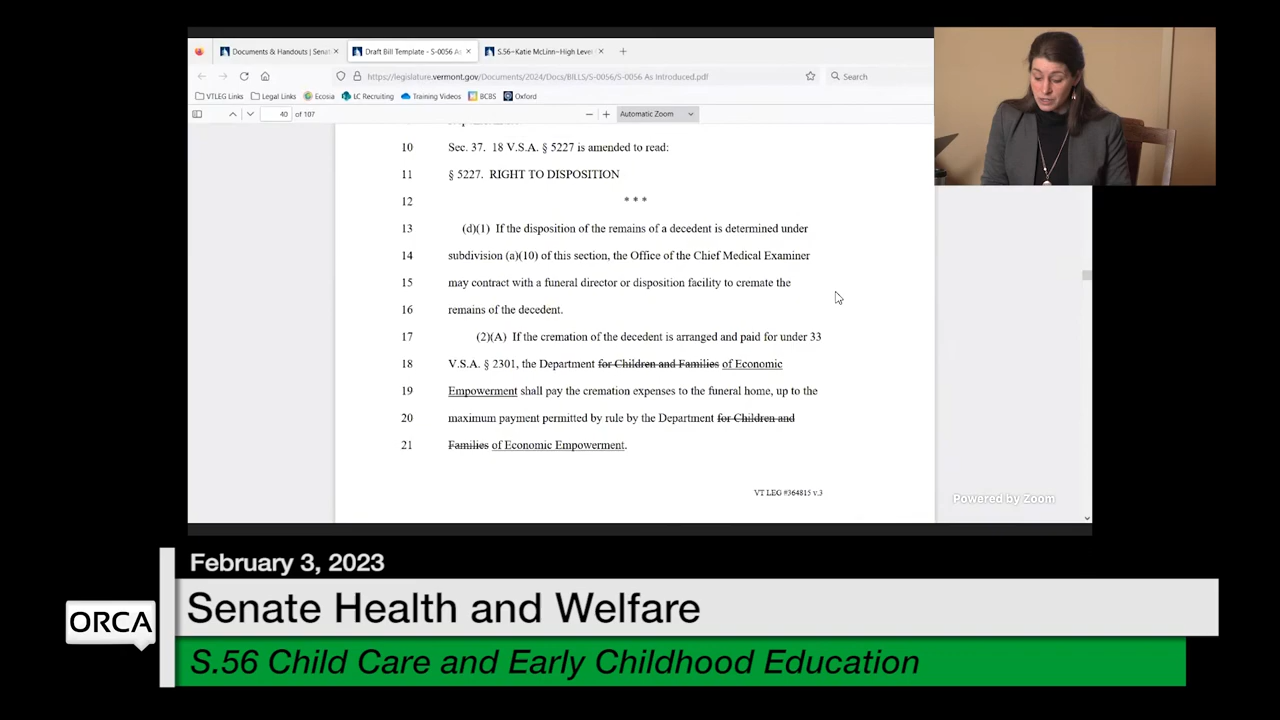 Documents & Handouts | Senat
Draft Bill Template - S-0056 As
S.56~Katie McLinn~High Level
https://legislature.vermont.gov/Documents/2024/Docs/BILLS/S-0056/S-0056 As Introduced.pdf
Search
VTLEG Links
Legal Links
Ecosia
LC Recruiting
Training Videos
BCBS
Oxford
40 of 107
Automatic Zoom
10 Sec. 37. 18 V.S.A. § 5227 is amended to read:
11 § 5227. RIGHT TO DISPOSITION
12 * * *
13 (d)(1) If the disposition of the remains of a decedent is determined under
14 subdivision (a)(10) of this section, the Office of the Chief Medical Examiner
15 may contract with a funeral director or disposition facility to cremate the
16 remains of the decedent.
17 (2)(A) If the cremation of the decedent is arranged and paid for under 33
18 V.S.A. § 2301, the Department for Children and Families of Economic
19 Empowerment shall pay the cremation expenses to the funeral home, up to the
20 maximum payment permitted by rule by the Department for Children and
21 Families of Economic Empowerment.
VT LEG #364815 v.3
Powered by Zoom
February 3, 2023
ORCA
Senate Health and Welfare
S.56 Child Care and Early Childhood Education